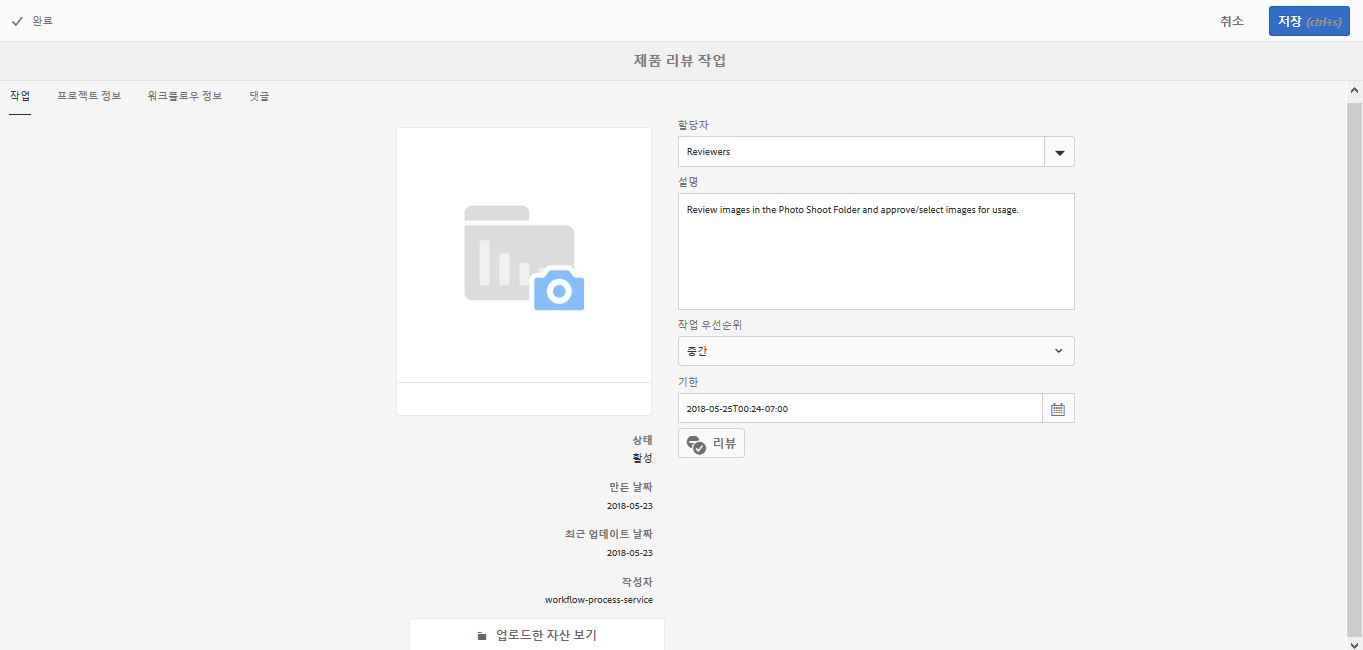 완료
취소
저장 (ctrl+s)
제품 리뷰 작업
작업 프로젝트 정보 워크플로우 정보 댓글
할당자
Reviewers
설명
Review images in the Photo Shoot Folder and approve/select images for usage.
작업 우선순위
중간
기한
2018-05-25T00:24-07:00
리뷰
상태
활성
만든 날짜
2018-05-23
최근 업데이트 날짜
2018-05-23
작성자
workflow-process-service
업로드한 자산 보기